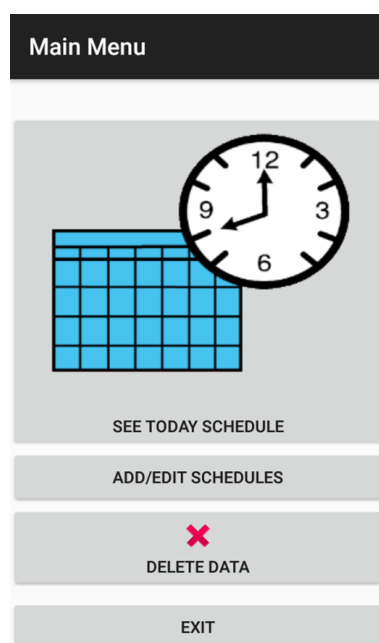 Main Menu
12
9
3
6
SEE TODAY SCHEDULE
ADD/EDIT SCHEDULES
DELETE DATA
EXIT